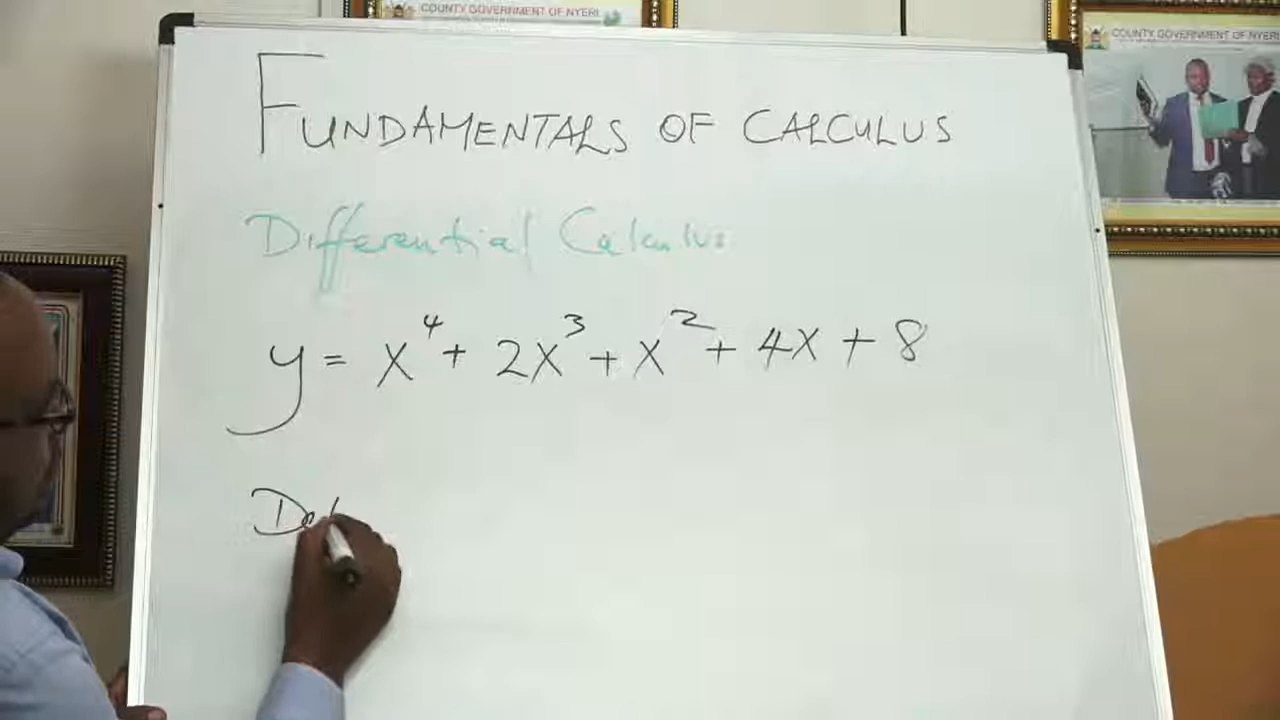 COUNTY GOVERNMENT OF NYERI
COUNTY GOVERNMENT OF NYERI
FUNDAMENTALS OF CALCULUS
Differential Calculus
y = x⁴ + 2x³ + x² + 4x + 8